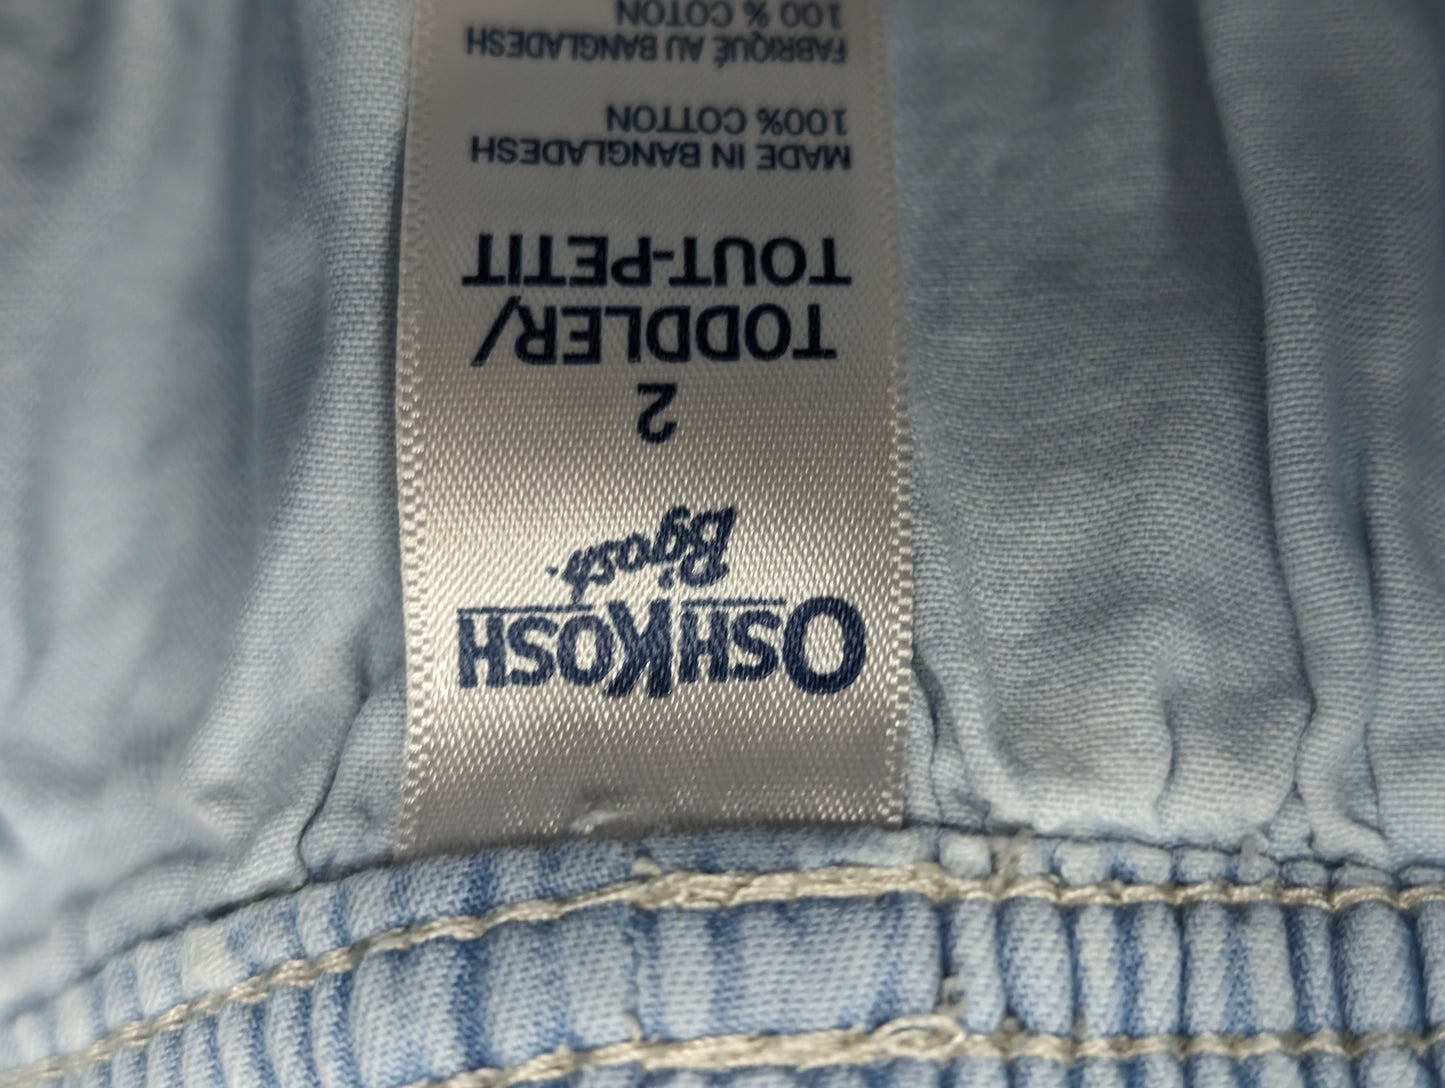 OSHKOSH
B'gosh
2
TODDLER/
TOUT-PETIT
MADE IN BANGLADESH
100% COTTON
FABRIQUÉ AU BANGLADESH
100 % COTON